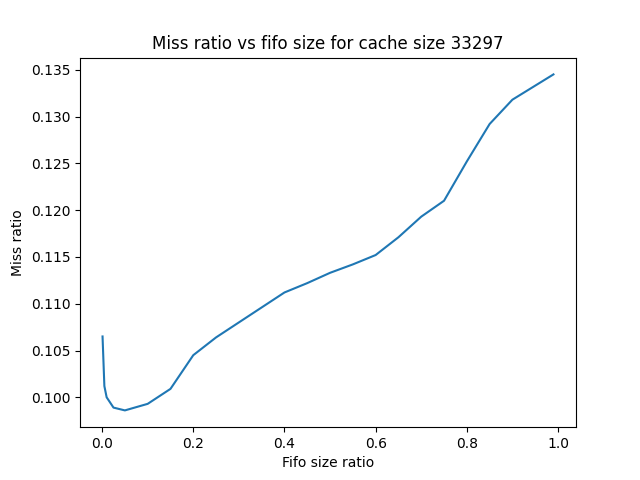 Miss ratio vs fifo size for cache size 33297
0.135
0.130
0.125
0.120
0.115
0.110
0.105
0.100
Miss ratio
0.0 0.2 0.4 0.6 0.8 1.0
Fifo size ratio